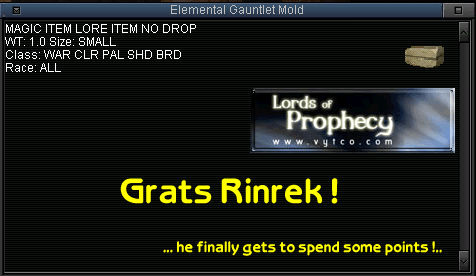 Elemental Gauntlet Mold
MAGIC ITEM LORE ITEM NO DROP
WT: 1.0 Size: SMALL
Class: WAR CLR PAL SHD BRD
Race: ALL
Lords of
Prophecy
www.vytco.com
Grats Rinrek !
... he finally gets to spend some points !..